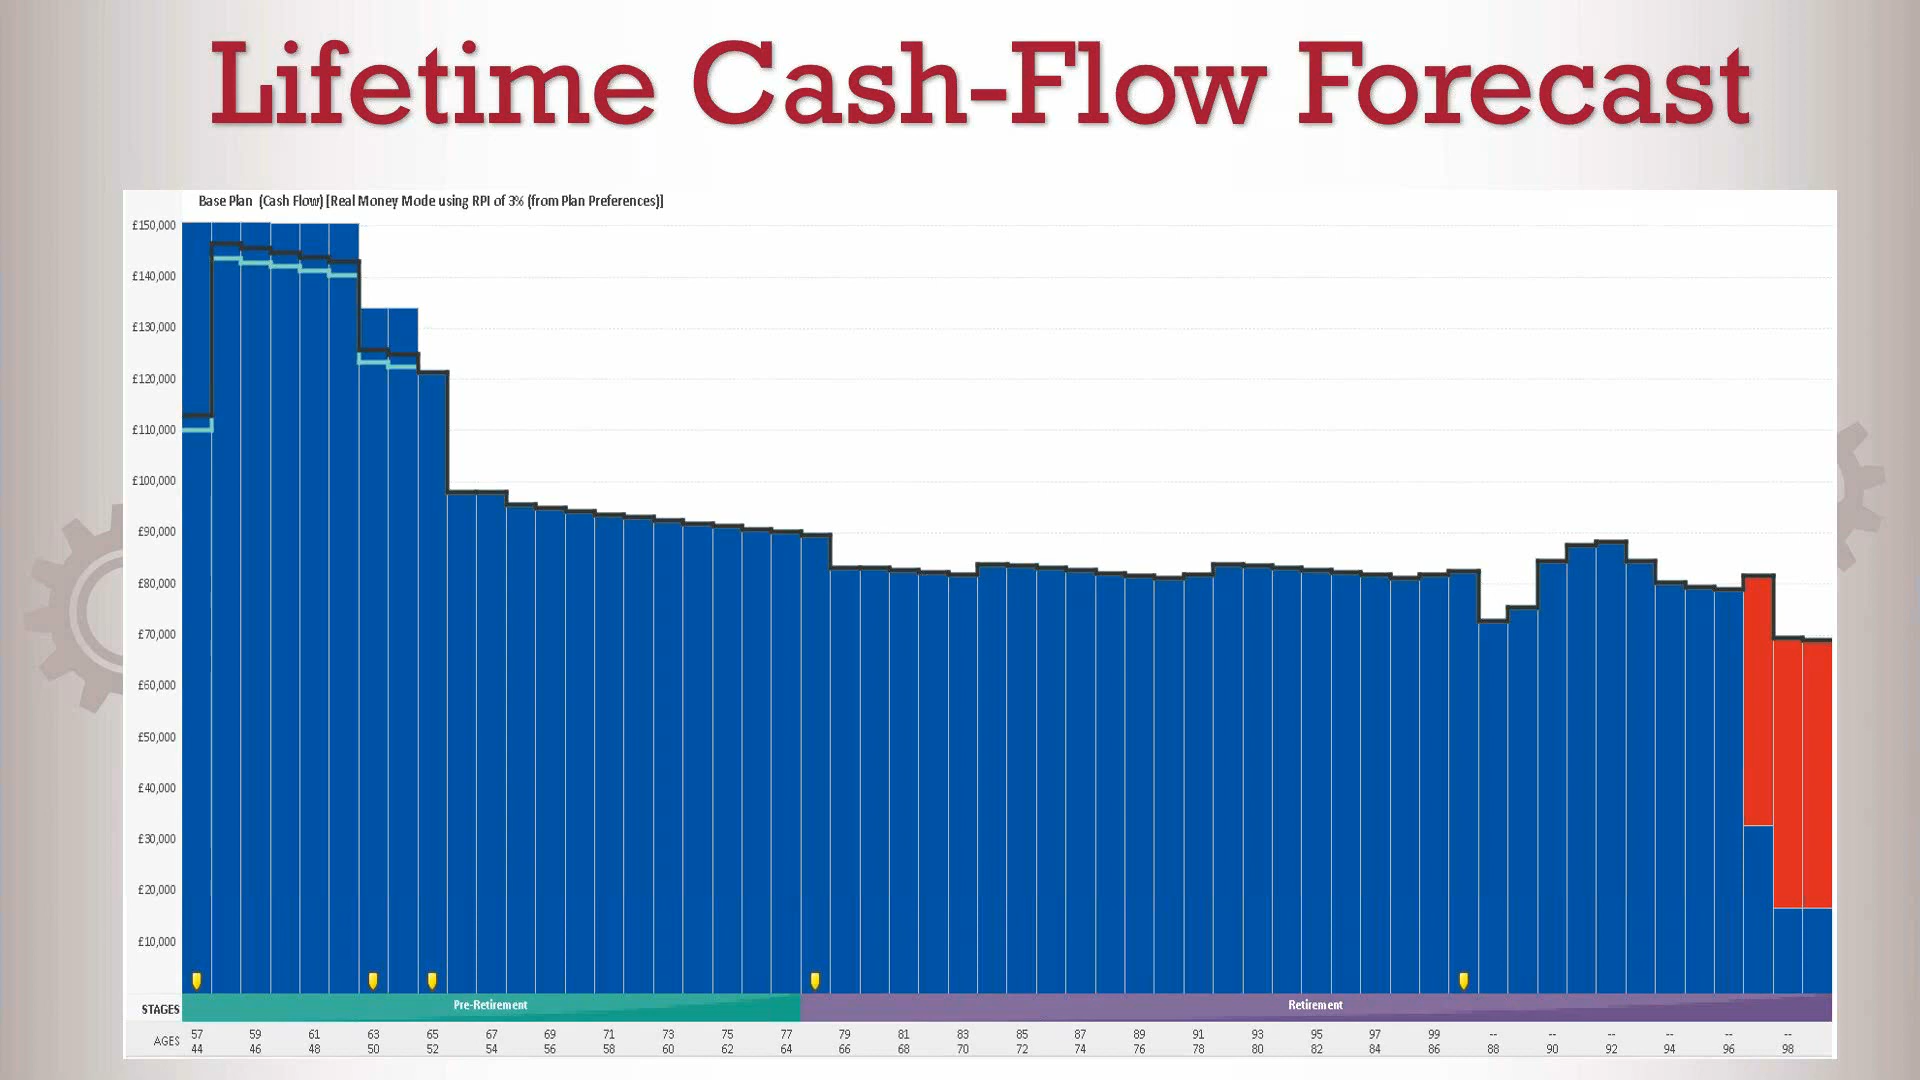 Lifetime Cash-Flow Forecast
Base Plan (Cash Flow) [Real Money Mode using RPI of 3% (from Plan Preferences)]
£150,000
£140,000
£130,000
£120,000
£110,000
£100,000
£90,000
£80,000
£70,000
£60,000
£50,000
£40,000
£30,000
£20,000
£10,000
STAGES Pre-Retirement Retirement
AGES
57 59 61 63 65 67 69 71 73 75 77 79 81 83 85 87 89 91 93 95 97 99 -- -- -- -- -- --
44 46 48 50 52 54 56 58 60 62 64 66 68 70 72 74 76 78 80 82 84 86 88 90 92 94 96 98